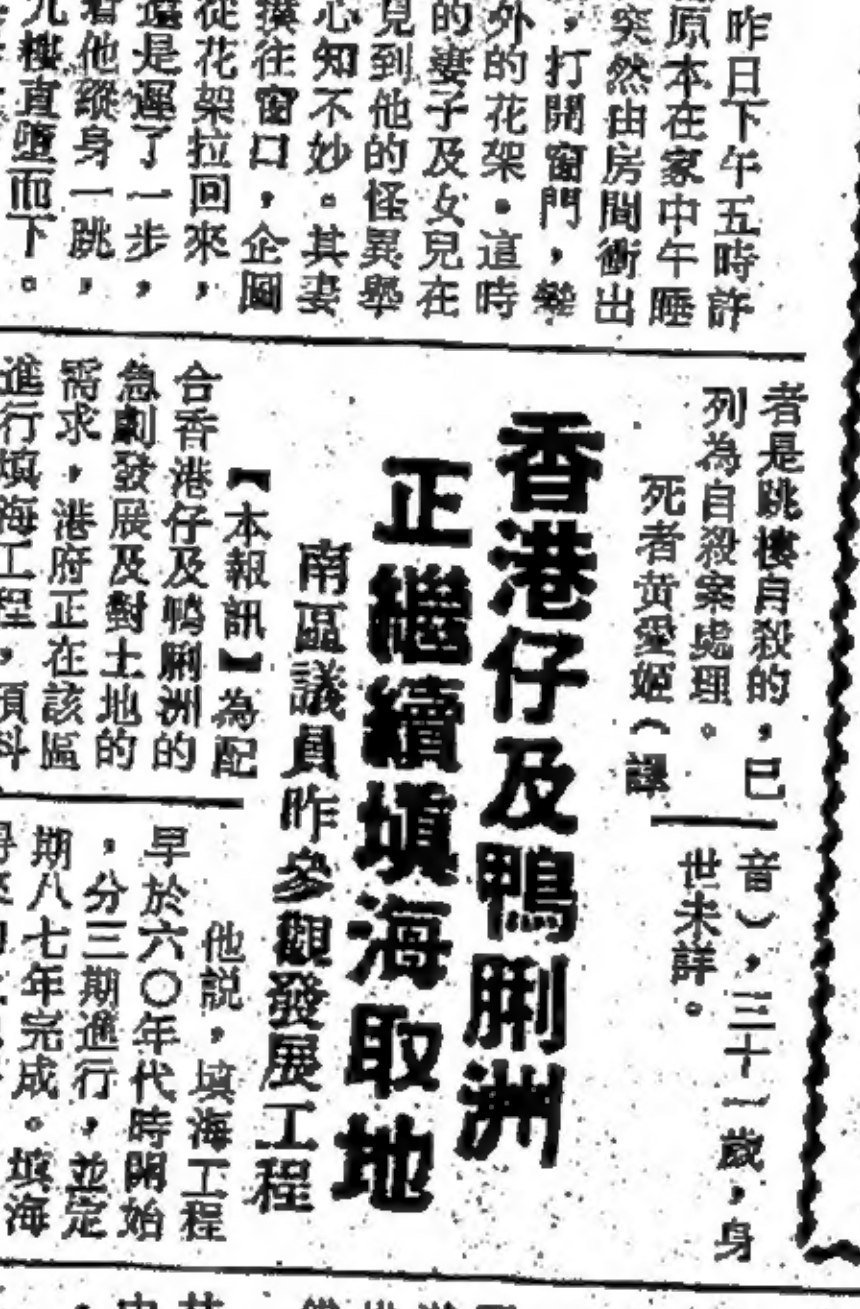 昨日下午五時許
原本在家中午睡
突然由房間衝出
，打開窗門，攀
外的花架。這時
的妻子及女兒在
見到他的怪異舉
心知不妙。其妻
撲往窗口，企圖
從花架拉回來，
還是遲了一步，
着他縱身一跳，
九樓直墮而下。
者是跳樓自殺的，已
列為自殺案處理。
死者黃愛姬（譯
音），三十一歲，身
世未詳。
香港仔及鴨脷洲
正繼續填海取地
南區議員昨參觀發展工程
【本報訊】為配
合香港仔及鴨脷洲的
急劇發展及對土地的
需求，港府正在該區
進行填海工程，預料
他説，填海工程
早於六〇年代時開始
，分三期進行，並定
期八七年完成。填海